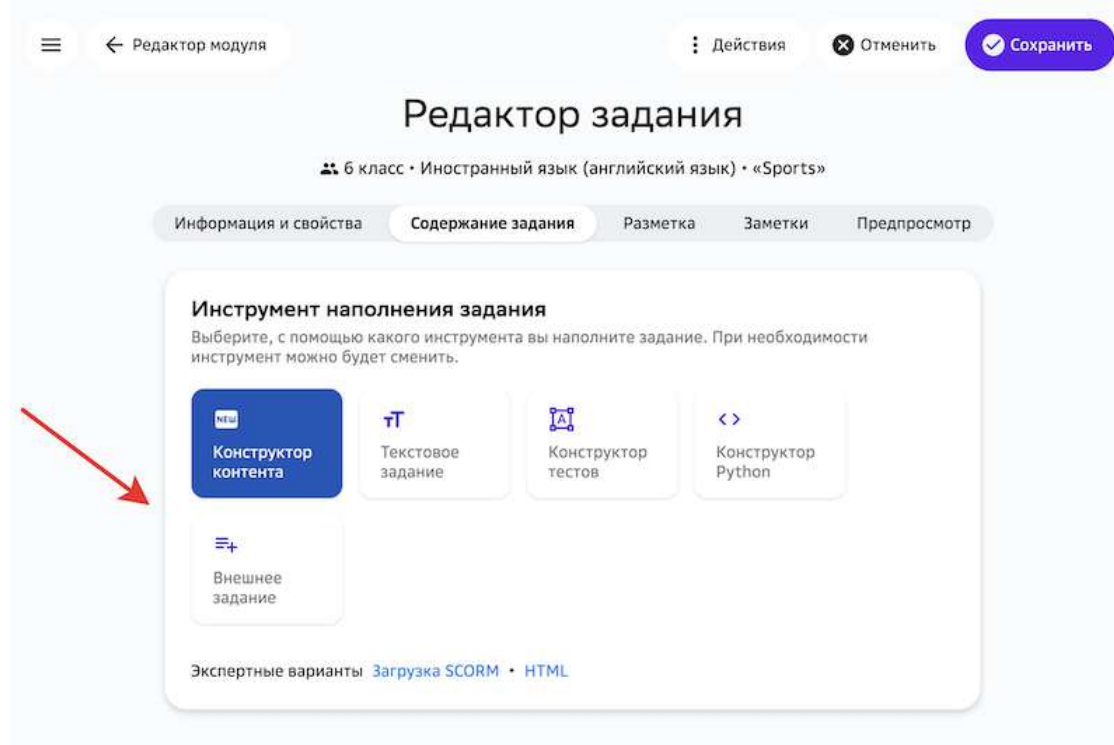 Редактор модуля
Действия
Отменить
Сохранить
Редактор задания
6 класс • Иностранный язык (английский язык) • «Sports»
Информация и свойства
Содержание задания
Разметка
Заметки
Предпросмотр
Инструмент наполнения задания
Выберите, с помощью какого инструмента вы наполните задание. При необходимости
инструмент можно будет сменить.
NEW
Конструктор
контента
тТ
Текстовое
задание
A
Конструктор
тестов
Конструктор
Python
Внешнее
задание
Экспертные варианты Загрузка SCORM • HTML